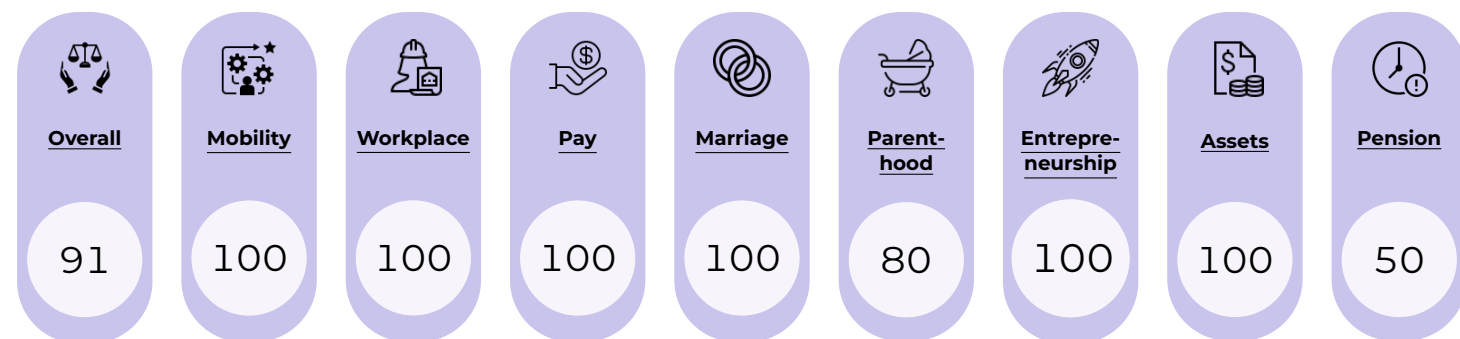 Overall
91
Mobility
100
Workplace
100
Pay
100
Marriage
100
Parent-
hood
80
Entrepre-
neurship
100
Assets
100
Pension
50